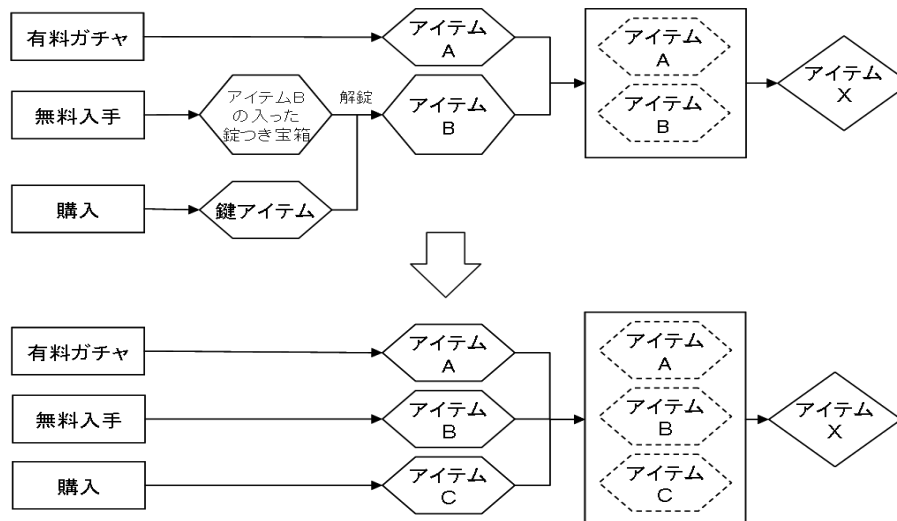 有料ガチャ
アイテム
A
アイテム
A
アイテム
B
アイテム
X
無料入手
アイテムB
の入った
錠つき宝箱
解錠
アイテム
B
購入
鍵アイテム
有料ガチャ
アイテム
A
アイテム
A
無料入手
アイテム
B
アイテム
B
アイテム
X
購入
アイテム
C
アイテム
C